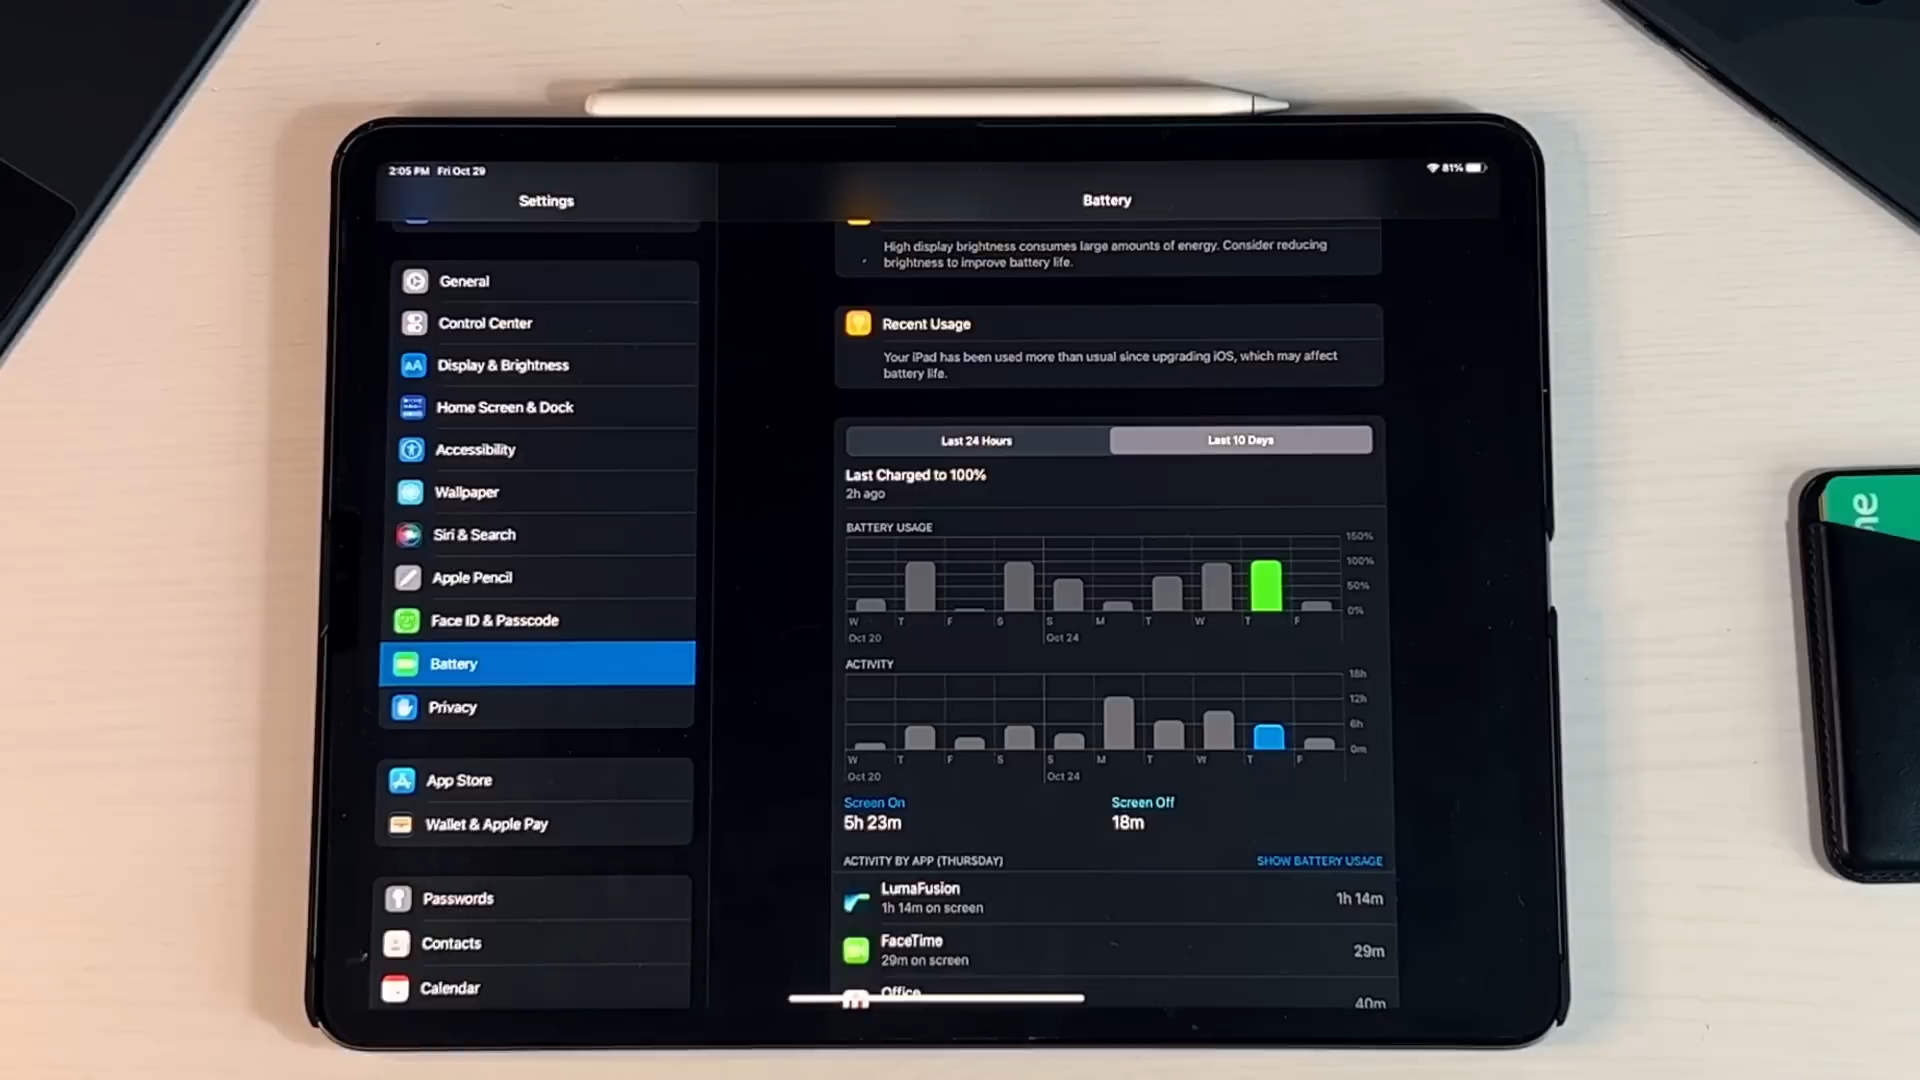 2:05 PM Fri Oct 29
81%
Settings
General
Control Center
Display & Brightness
Home Screen & Dock
Accessibility
Wallpaper
Siri & Search
Apple Pencil
Face ID & Passcode
Battery
Privacy
App Store
Wallet & Apple Pay
Passwords
Contacts
Calendar
Battery
High display brightness consumes large amounts of energy. Consider reducing
brightness to improve battery life.
Recent Usage
Your iPad has been used more than usual since upgrading iOS, which may affect
battery life.
Last 24 Hours Last 10 Days
Last Charged to 100%
2h ago
BATTERY USAGE
150%
100%
50%
0%
W T F S S M T W T F
Oct 20 Oct 24
ACTIVITY
18h
12h
6h
0m
W T F S S M T W T F
Oct 20 Oct 24
Screen On Screen Off
5h 23m 18m
ACTIVITY BY APP (THURSDAY) SHOW BATTERY USAGE
LumaFusion
1h 14m on screen
1h 14m
FaceTime
29m on screen
29m
Office
40m